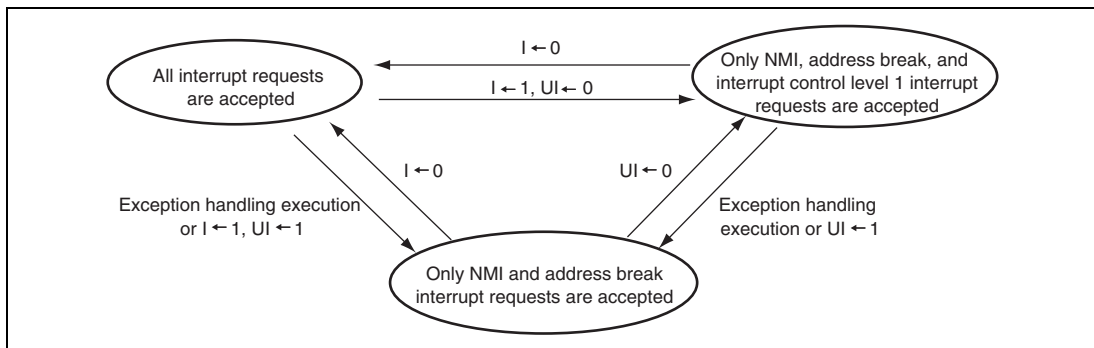 I ← 0
All interrupt requests
are accepted
Only NMI, address break, and
interrupt control level 1 interrupt
requests are accepted
I ← 1, UI ← 0
I ← 0
UI ← 0
Exception handling execution
or I ← 1, UI ← 1
Exception handling
execution or UI ← 1
Only NMI and address break
interrupt requests are accepted